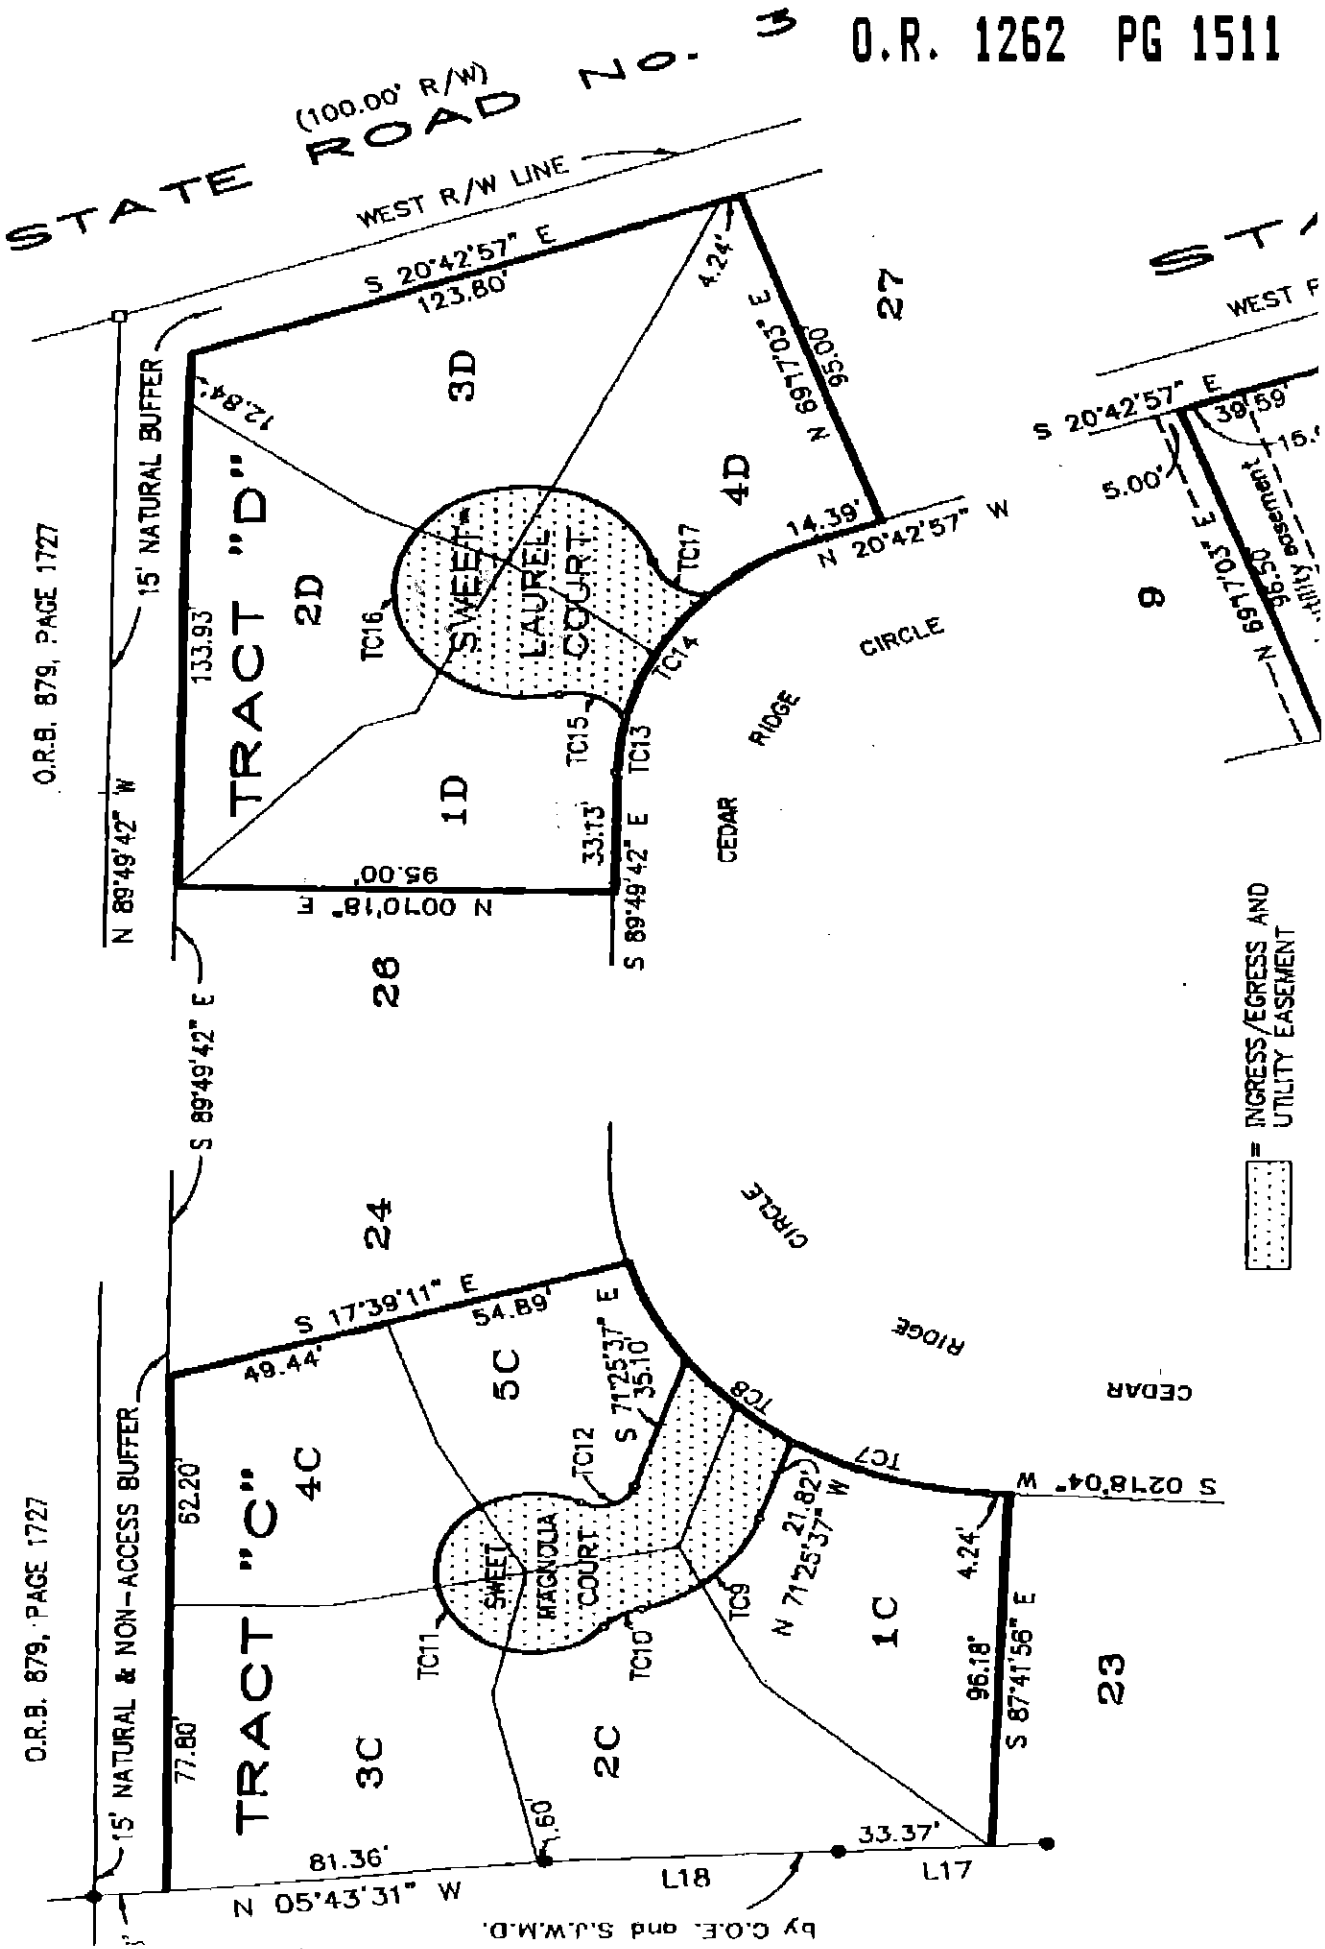 O.R. 1262 PG 1511
STATE ROAD No. 3
(100.00' R/W)
WEST R/W LINE
S 20°42'57" E
123.80'
15' NATURAL BUFFER
O.R.B. 879, PAGE 1727
N 89°49'42" W
133.93'
12.84'
4.24'
TRACT "D"
1D
2D
3D
4D
SWEET
LAUREL
COURT
TC13
TC14
TC15
TC16
TC17
N 69°17'03" E
95.00'
27
14.39'
N 20°42'57" W
33.13'
S 89°49'42" E
95.00'
N 00°10'18" E
26
CEDAR
RIDGE
CIRCLE
WEST
S 20°42'57" E
39.59'
5.00'
N 69°17'03" E
96.50'
easement
9
S 89°49'42" E
24
O.R.B. 879, PAGE 1727
15' NATURAL & NON-ACCESS BUFFER
S 17°39'11" E
49.44'
54.89'
62.20'
77.80'
TRACT "C"
1C
2C
3C
4C
5C
SWEET
MAGNOLIA
COURT
TC7
TC8
TC9
TC10
TC11
TC12
S 71°25'37" E
35.10'
21.82'
N 71°25'37" W
CIRCLE
RIDGE
CEDAR
S 02°18'04" W
4.24'
96.18'
S 87°41'56" E
23
81.36'
N 05°43'31" W
1.60'
33.37'
L18
L17
by C.O.E. and S.J.W.M.D.
= INGRESS/EGRESS AND
UTILITY EASEMENT